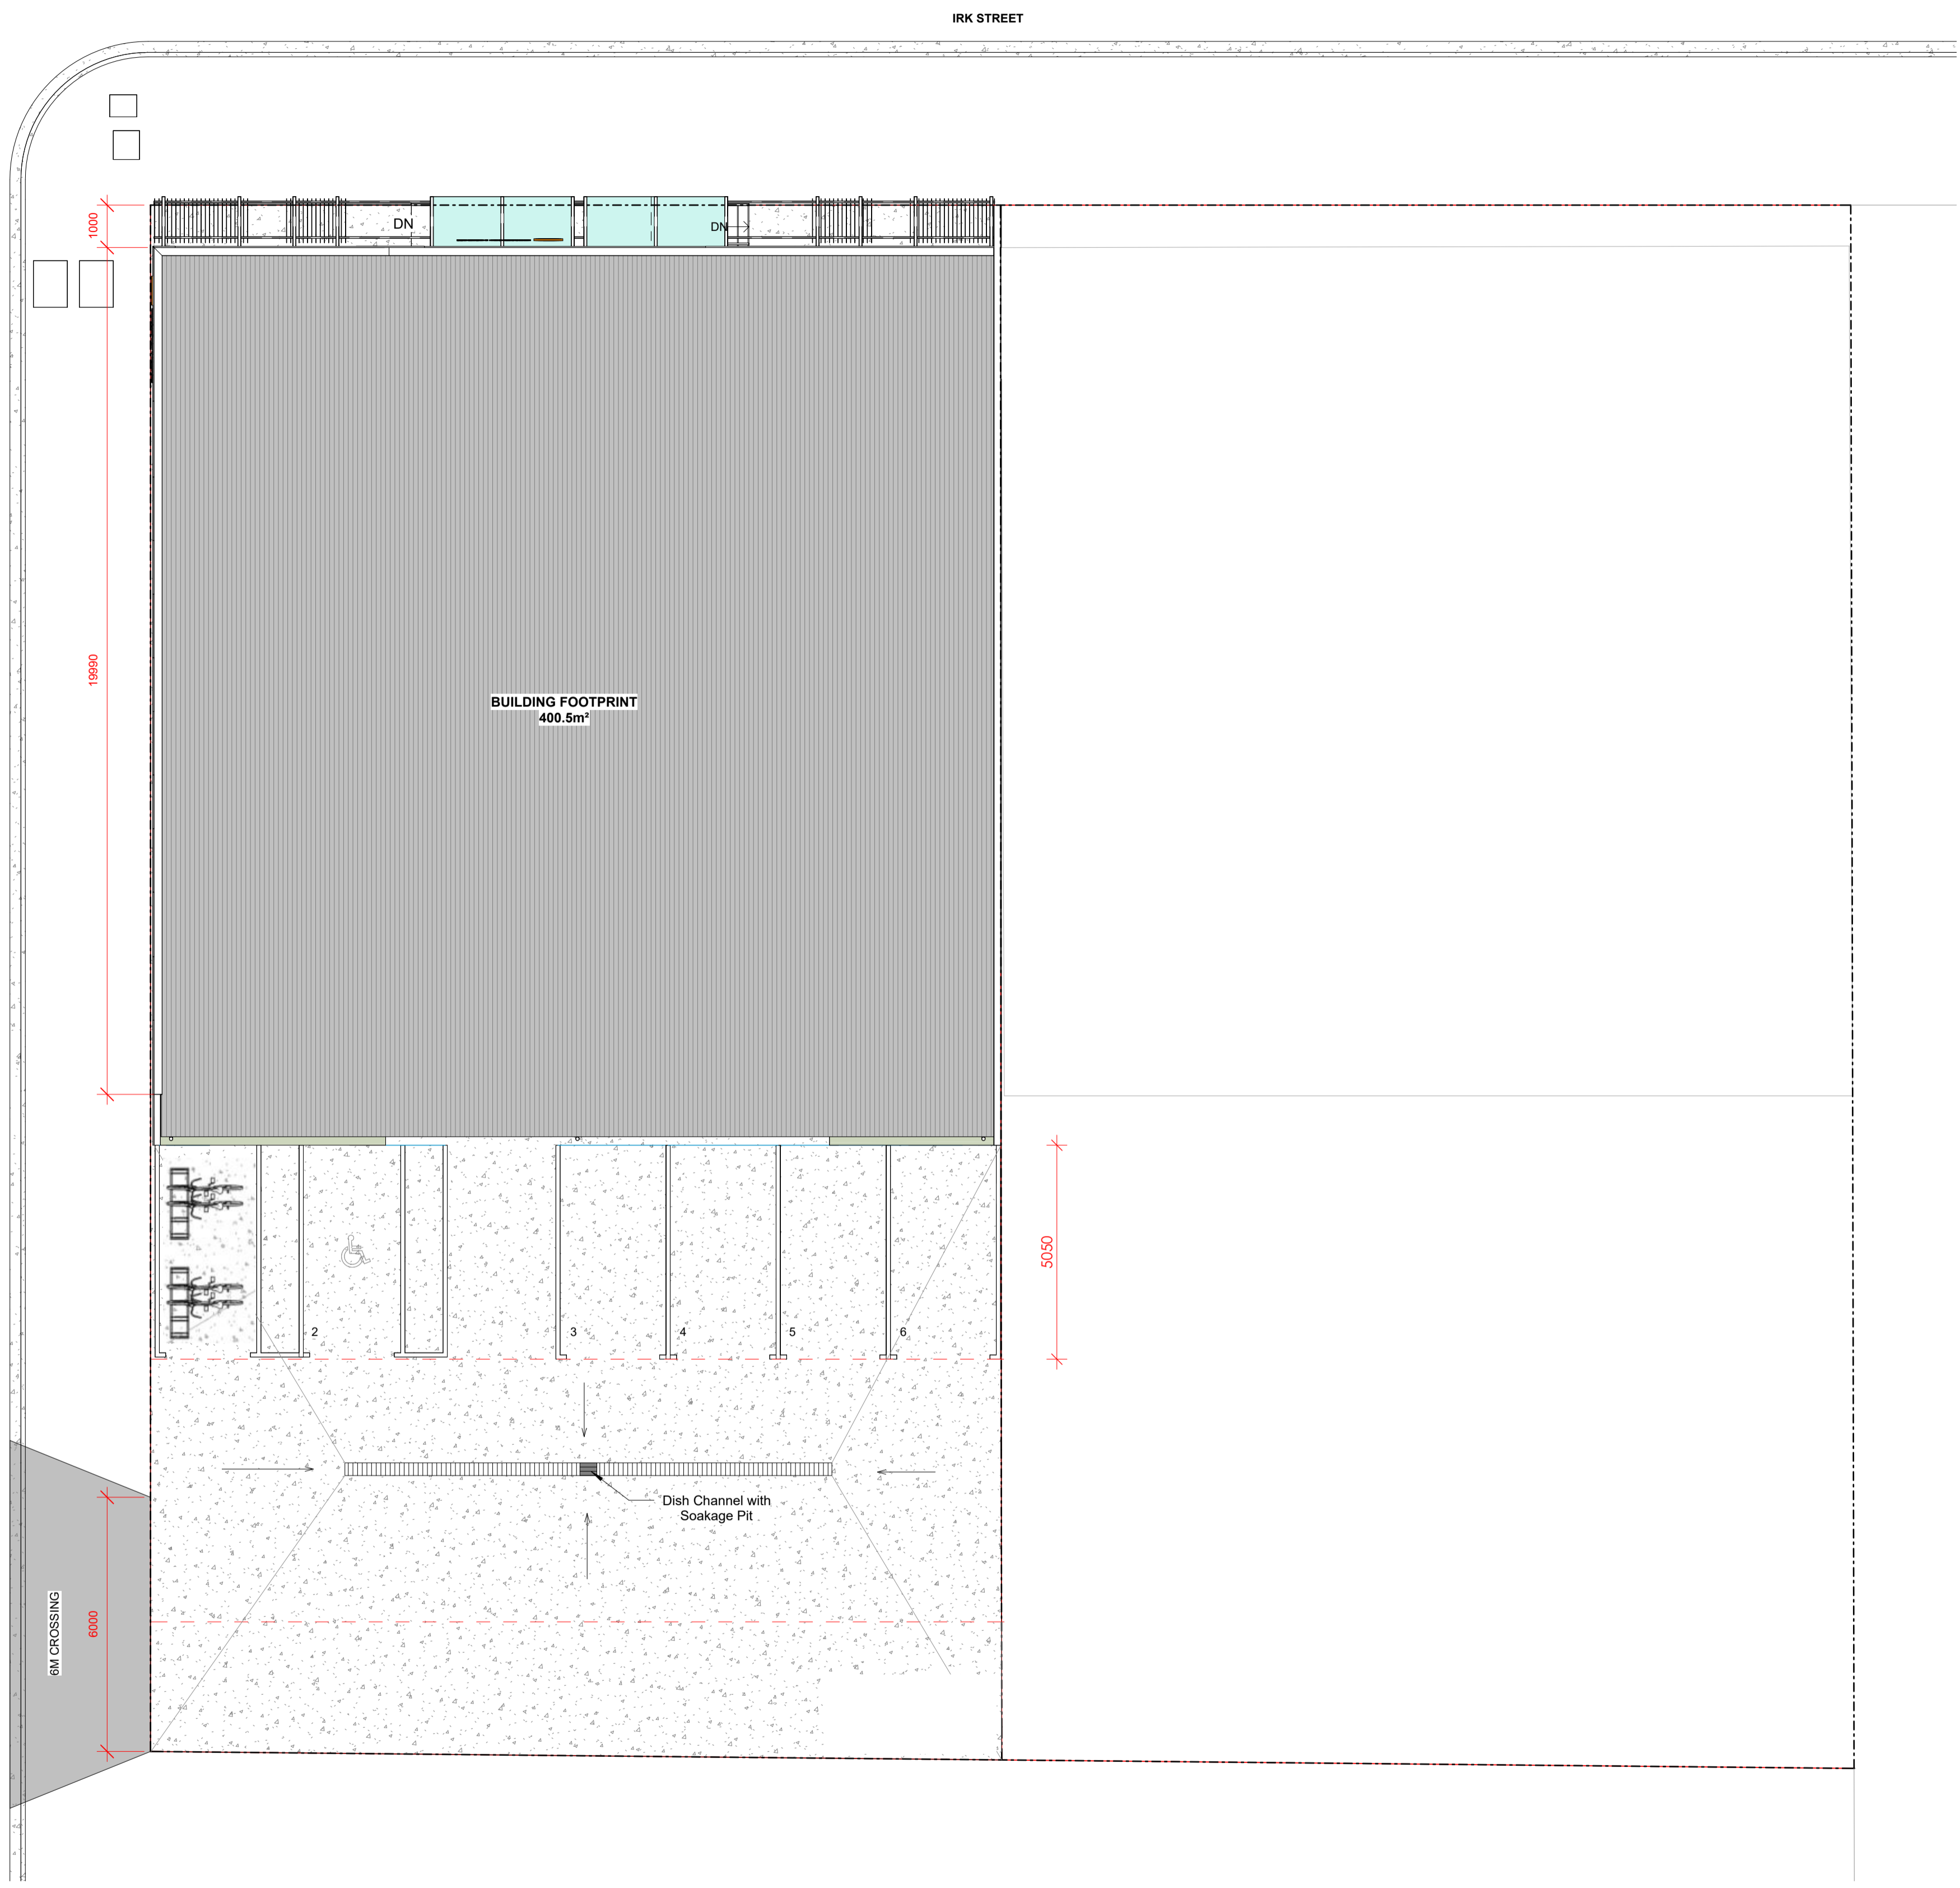 IRK STREET
1000
DN
DN
19990
BUILDING FOOTPRINT
400.5m²
5050
2
3
4
5
6
Dish Channel with
Soakage Pit
6M CROSSING
6000